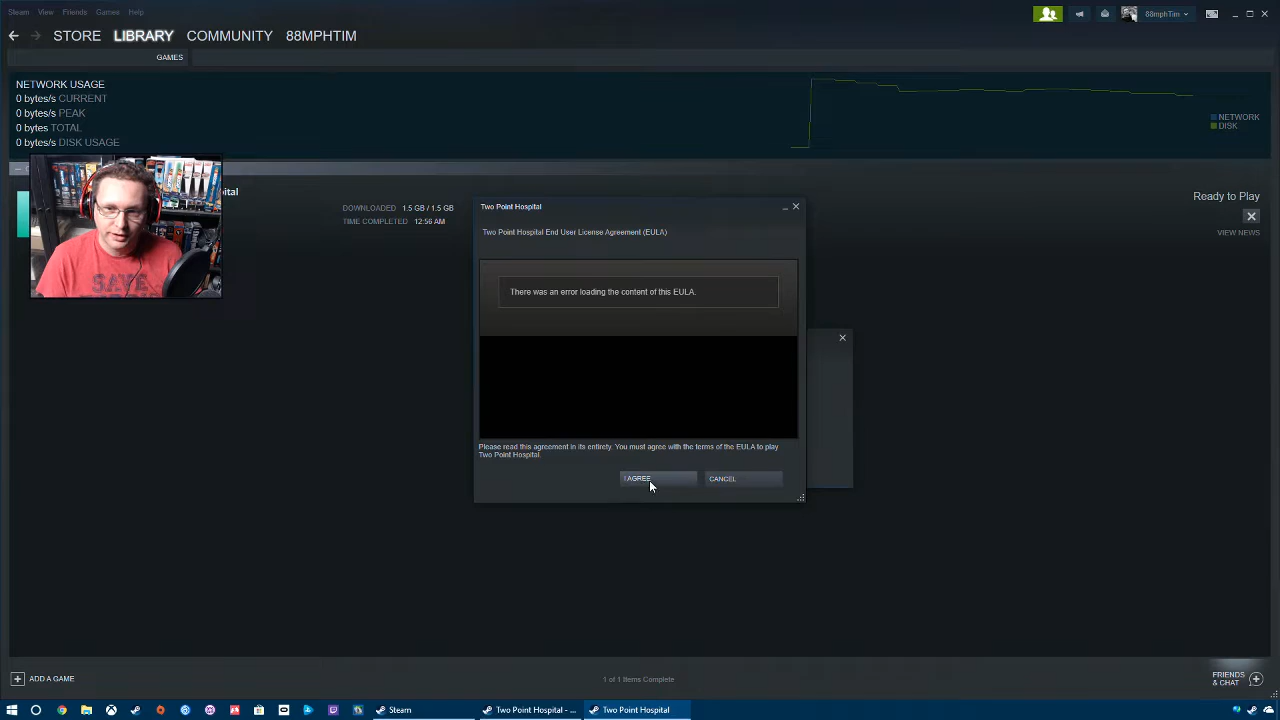 Steam View Friends Games Help
88mphTim
STORE LIBRARY COMMUNITY 88MPHTIM
GAMES
NETWORK USAGE
0 bytes/s CURRENT
0 bytes/s PEAK
0 bytes TOTAL
0 bytes/s DISK USAGE
NETWORK
DISK
DOWNLOADED 1.5 GB / 1.5 GB
TIME COMPLETED 12:56 AM
Ready to Play
VIEW NEWS
SAVE
Two Point Hospital
Two Point Hospital End User License Agreement (EULA)
There was an error loading the content of this EULA.
Please read this agreement in its entirety. You must agree with the terms of the EULA to play
Two Point Hospital.
I AGREE CANCEL
ADD A GAME
1 of 1 Items Complete
FRIENDS
& CHAT
Steam
Two Point Hospital - ...
Two Point Hospital